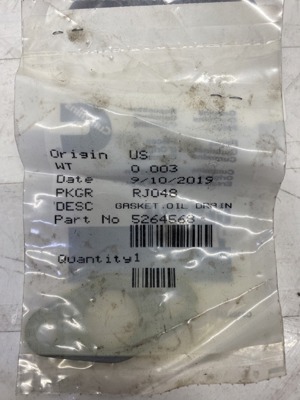 Origin US
WT 0.003
Date 9/10/2019
PKGR RJ048
DESC GASKET,OIL DRAIN
Part No 5264568
Quantity1